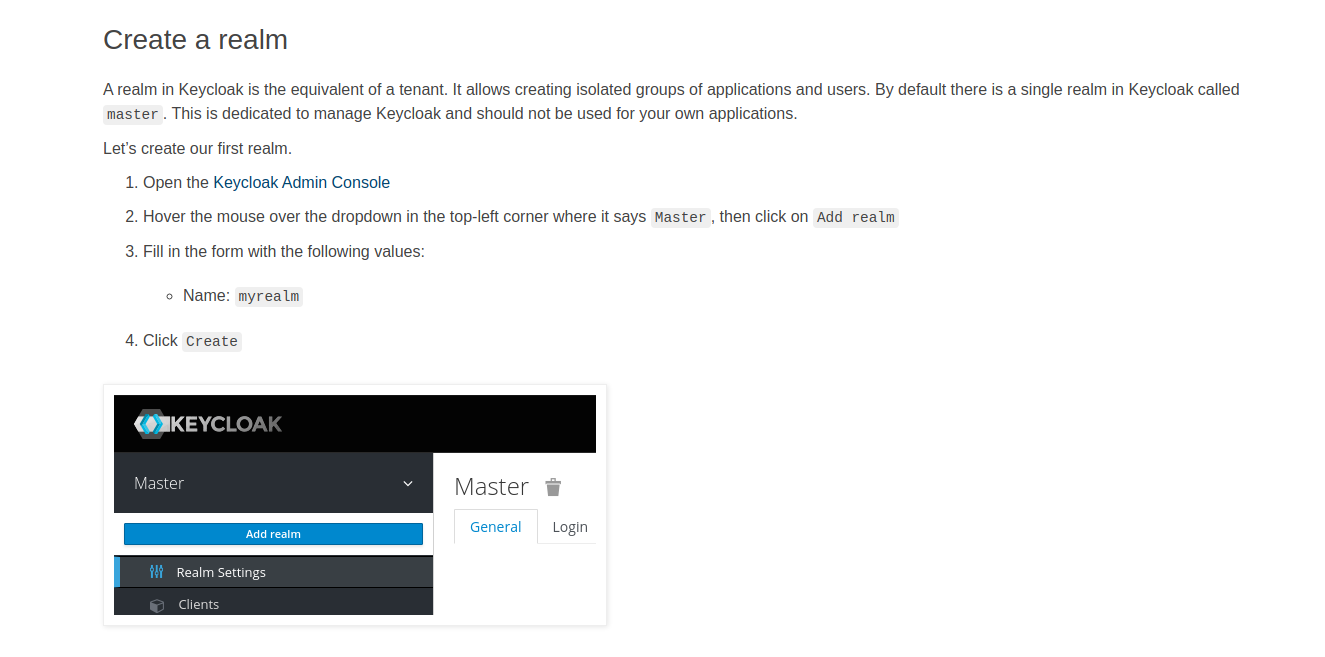 Create a realm
A realm in Keycloak is the equivalent of a tenant. It allows creating isolated groups of applications and users. By default there is a single realm in Keycloak called
master. This is dedicated to manage Keycloak and should not be used for your own applications.
Let’s create our first realm.
1. Open the Keycloak Admin Console
2. Hover the mouse over the dropdown in the top-left corner where it says Master, then click on Add realm
3. Fill in the form with the following values:
◦ Name: myrealm
4. Click Create
KEYCLOAK
Master
Master
General Login
Add realm
Realm Settings
Clients